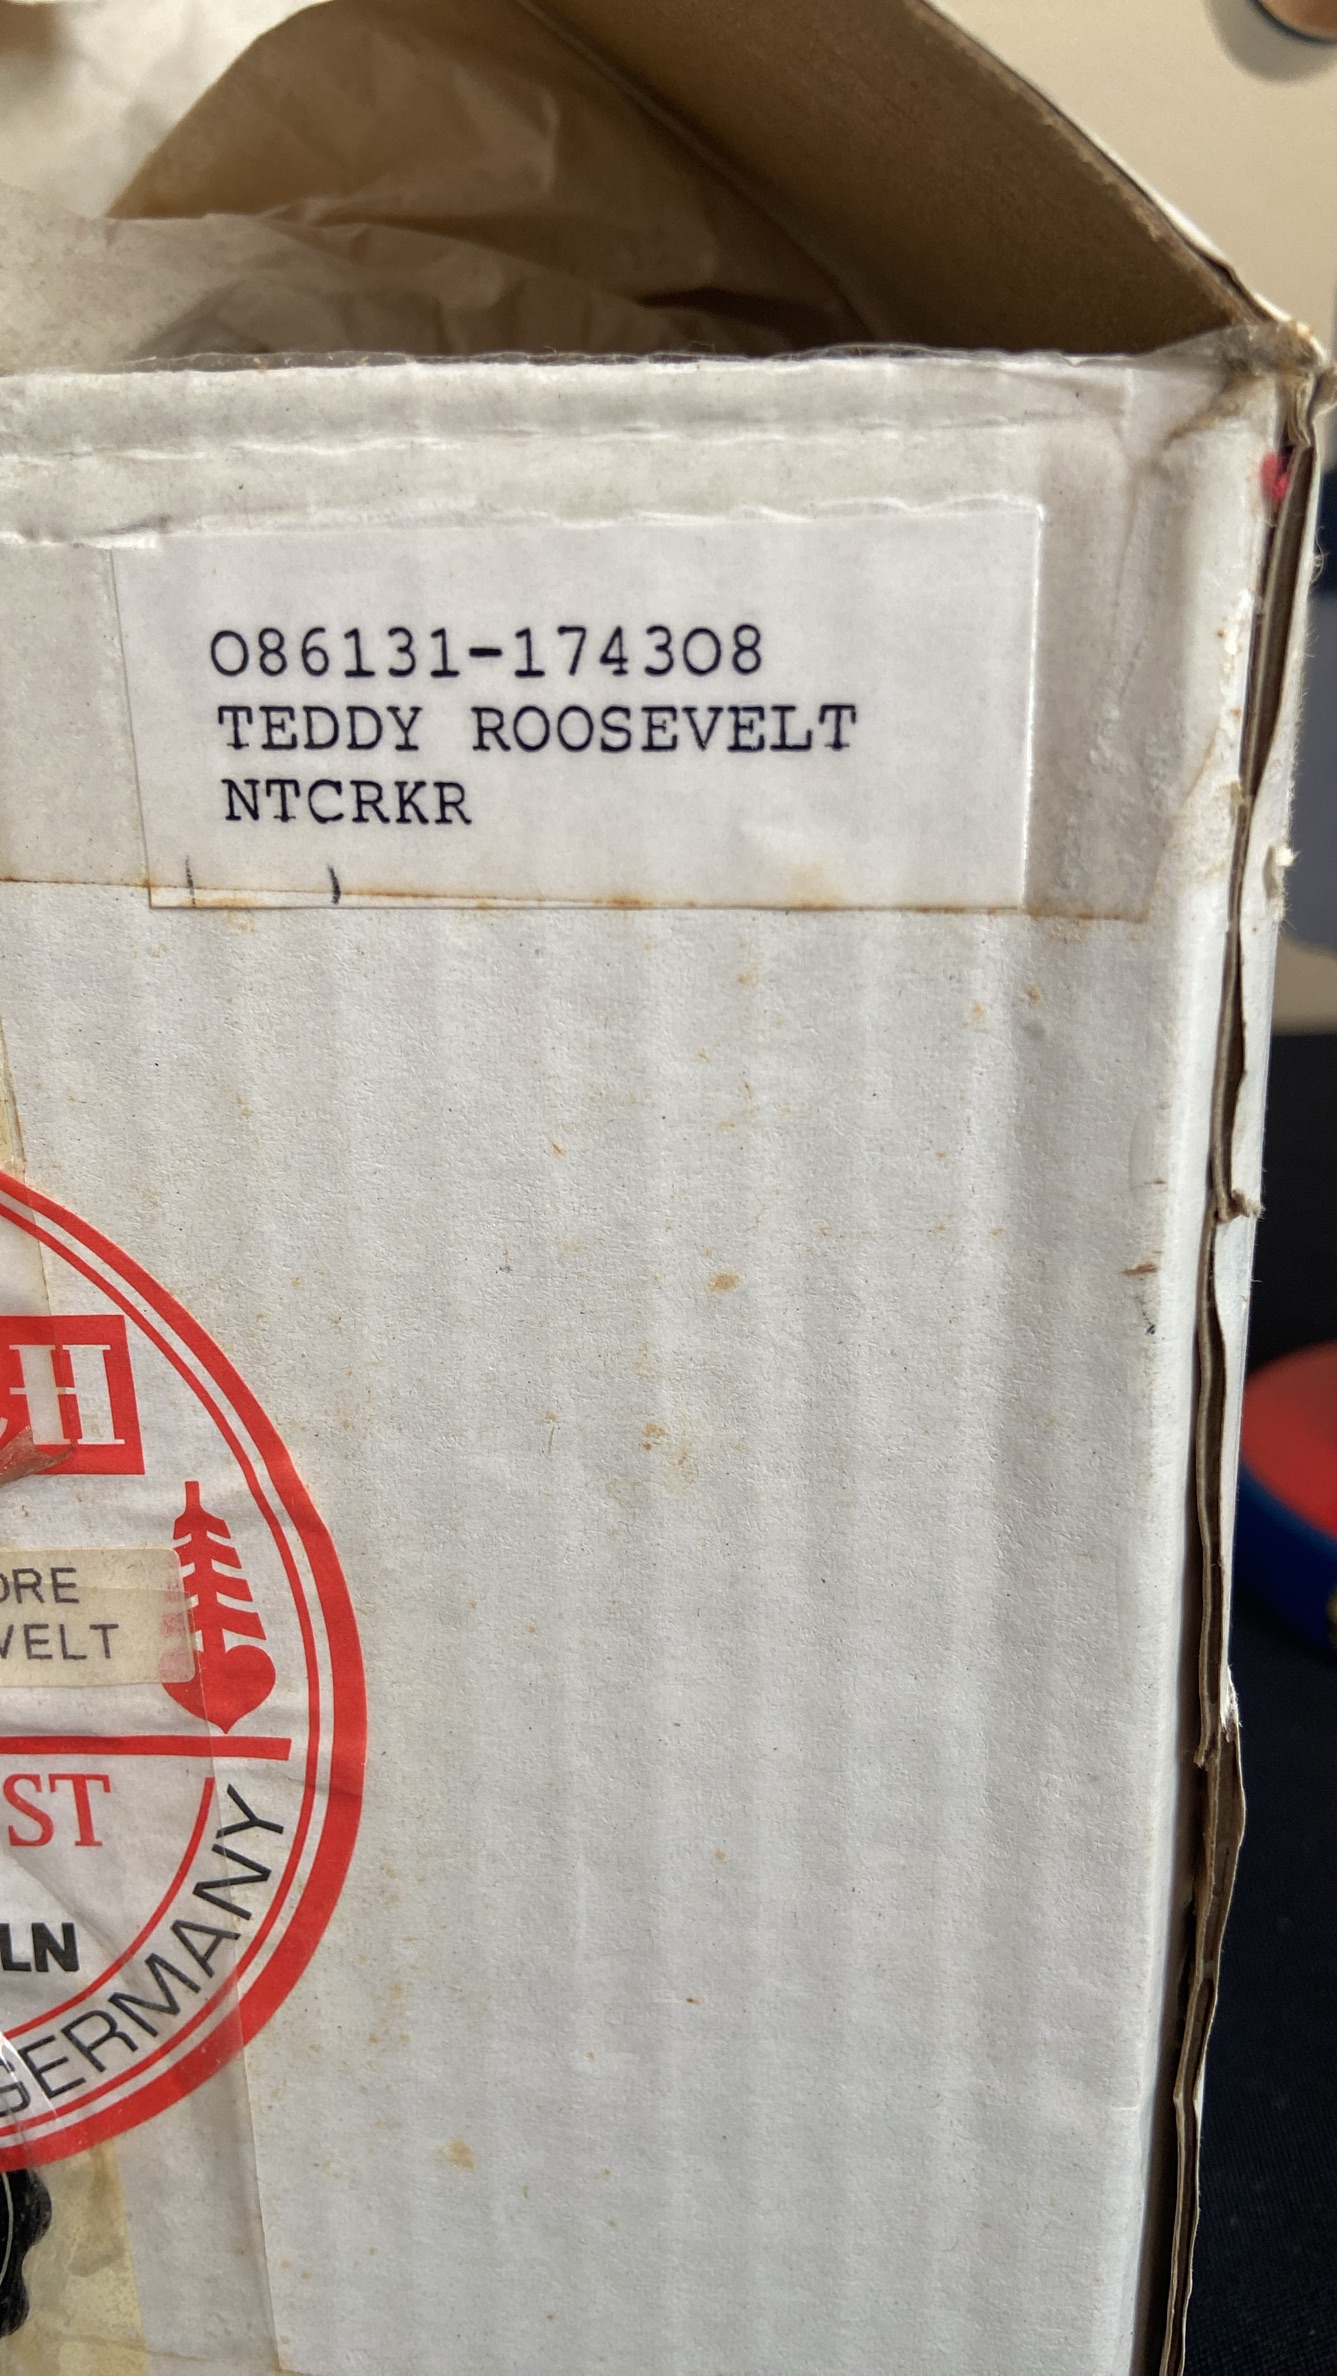 086131-174308
TEDDY ROOSEVELT
NTCRKR
H
ORE
VELT
ST
LN
GERMANY